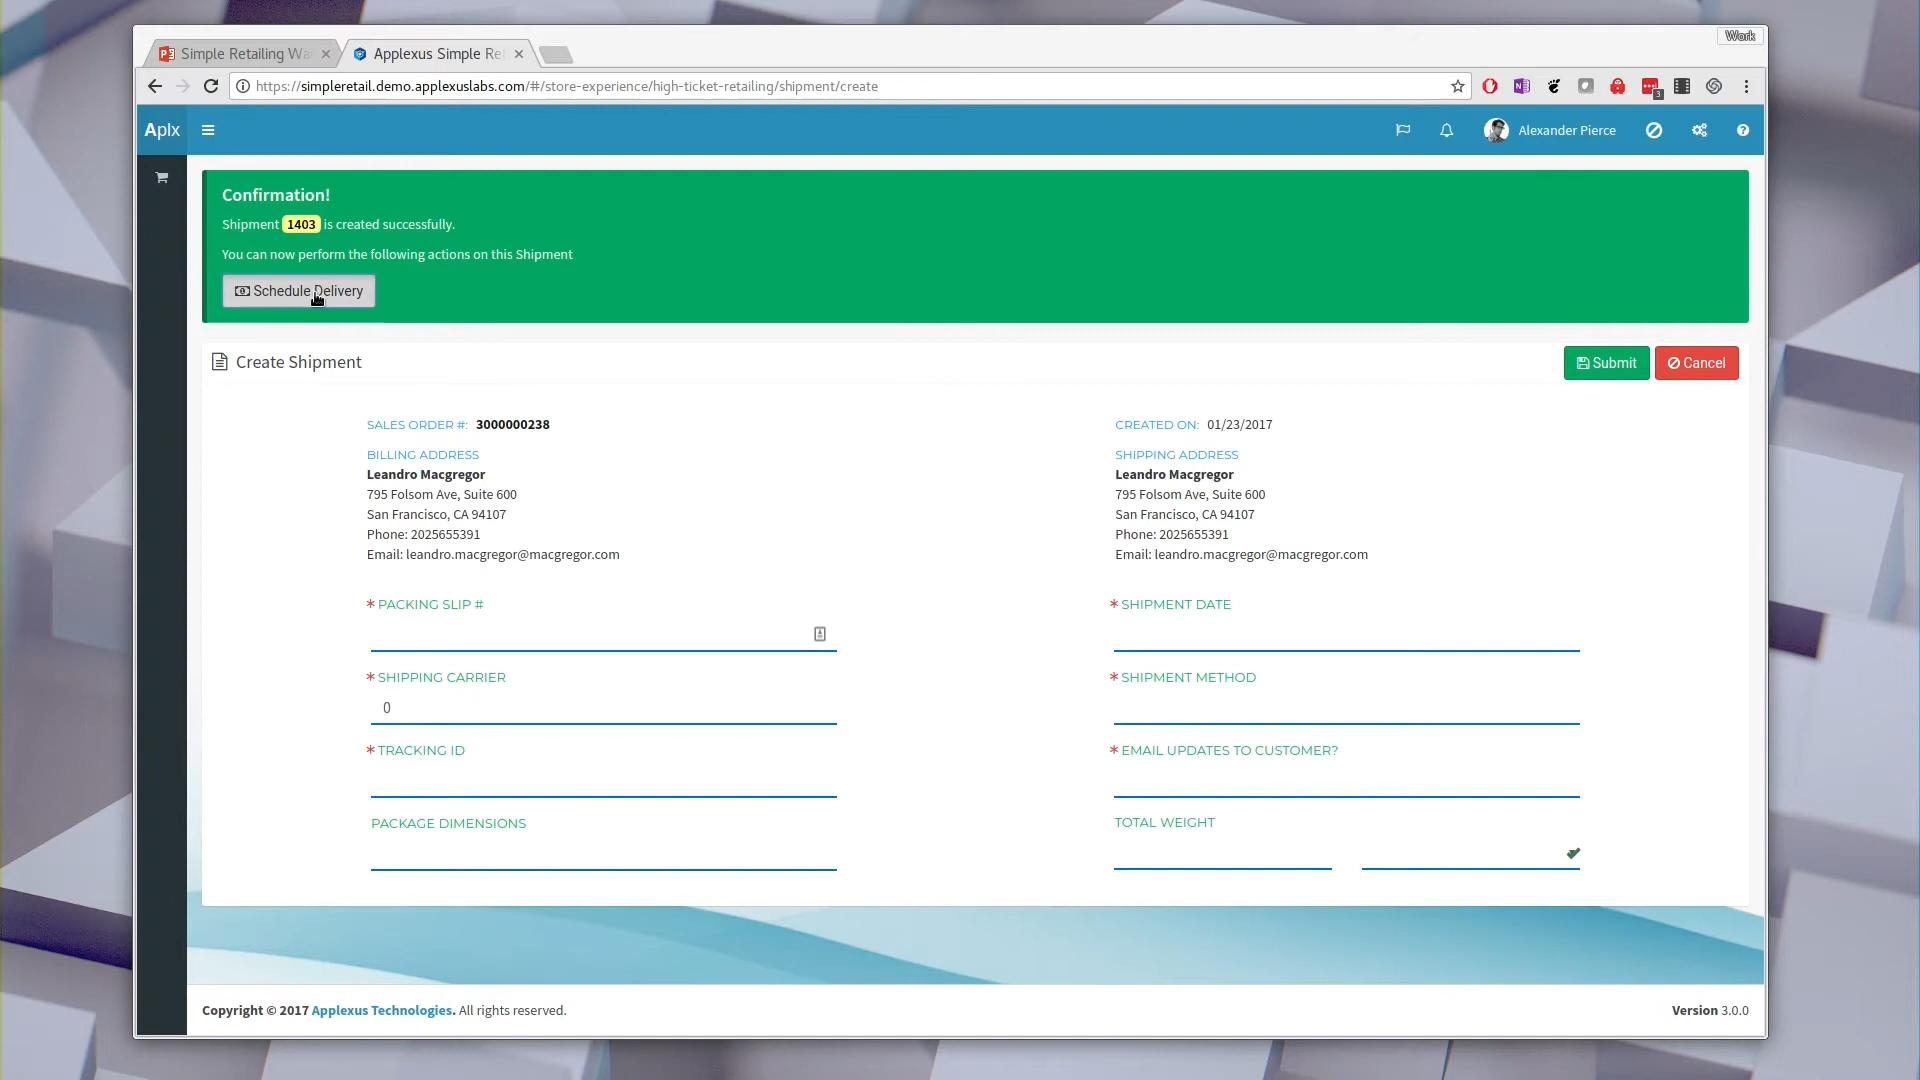 Work
Simple Retailing Wa
Applexus Simple Re
https://simpleretail.demo.applexuslabs.com/#/store-experience/high-ticket-retailing/shipment/create
3
Aplx
Alexander Pierce
Confirmation!
Shipment 1403 is created successfully.
You can now perform the following actions on this Shipment
Schedule Delivery
Create Shipment
Submit
Cancel
SALES ORDER #: 3000000238
CREATED ON: 01/23/2017
BILLING ADDRESS
Leandro Macgregor
795 Folsom Ave, Suite 600
San Francisco, CA 94107
Phone: 2025655391
Email: leandro.macgregor@macgregor.com
SHIPPING ADDRESS
Leandro Macgregor
795 Folsom Ave, Suite 600
San Francisco, CA 94107
Phone: 2025655391
Email: leandro.macgregor@macgregor.com
* PACKING SLIP #
* SHIPMENT DATE
* SHIPPING CARRIER
0
* SHIPMENT METHOD
* TRACKING ID
* EMAIL UPDATES TO CUSTOMER?
PACKAGE DIMENSIONS
TOTAL WEIGHT
Copyright © 2017 Applexus Technologies. All rights reserved.
Version 3.0.0